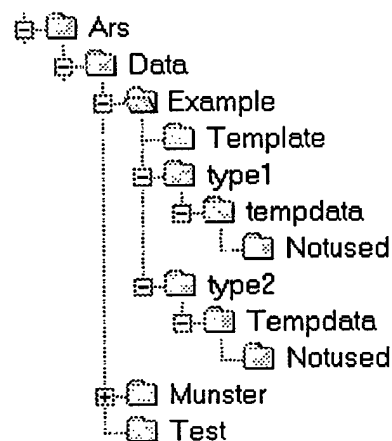 Ars
Data
Example
Template
type1
tempdata
Notused
type2
Tempdata
Notused
Munster
Test